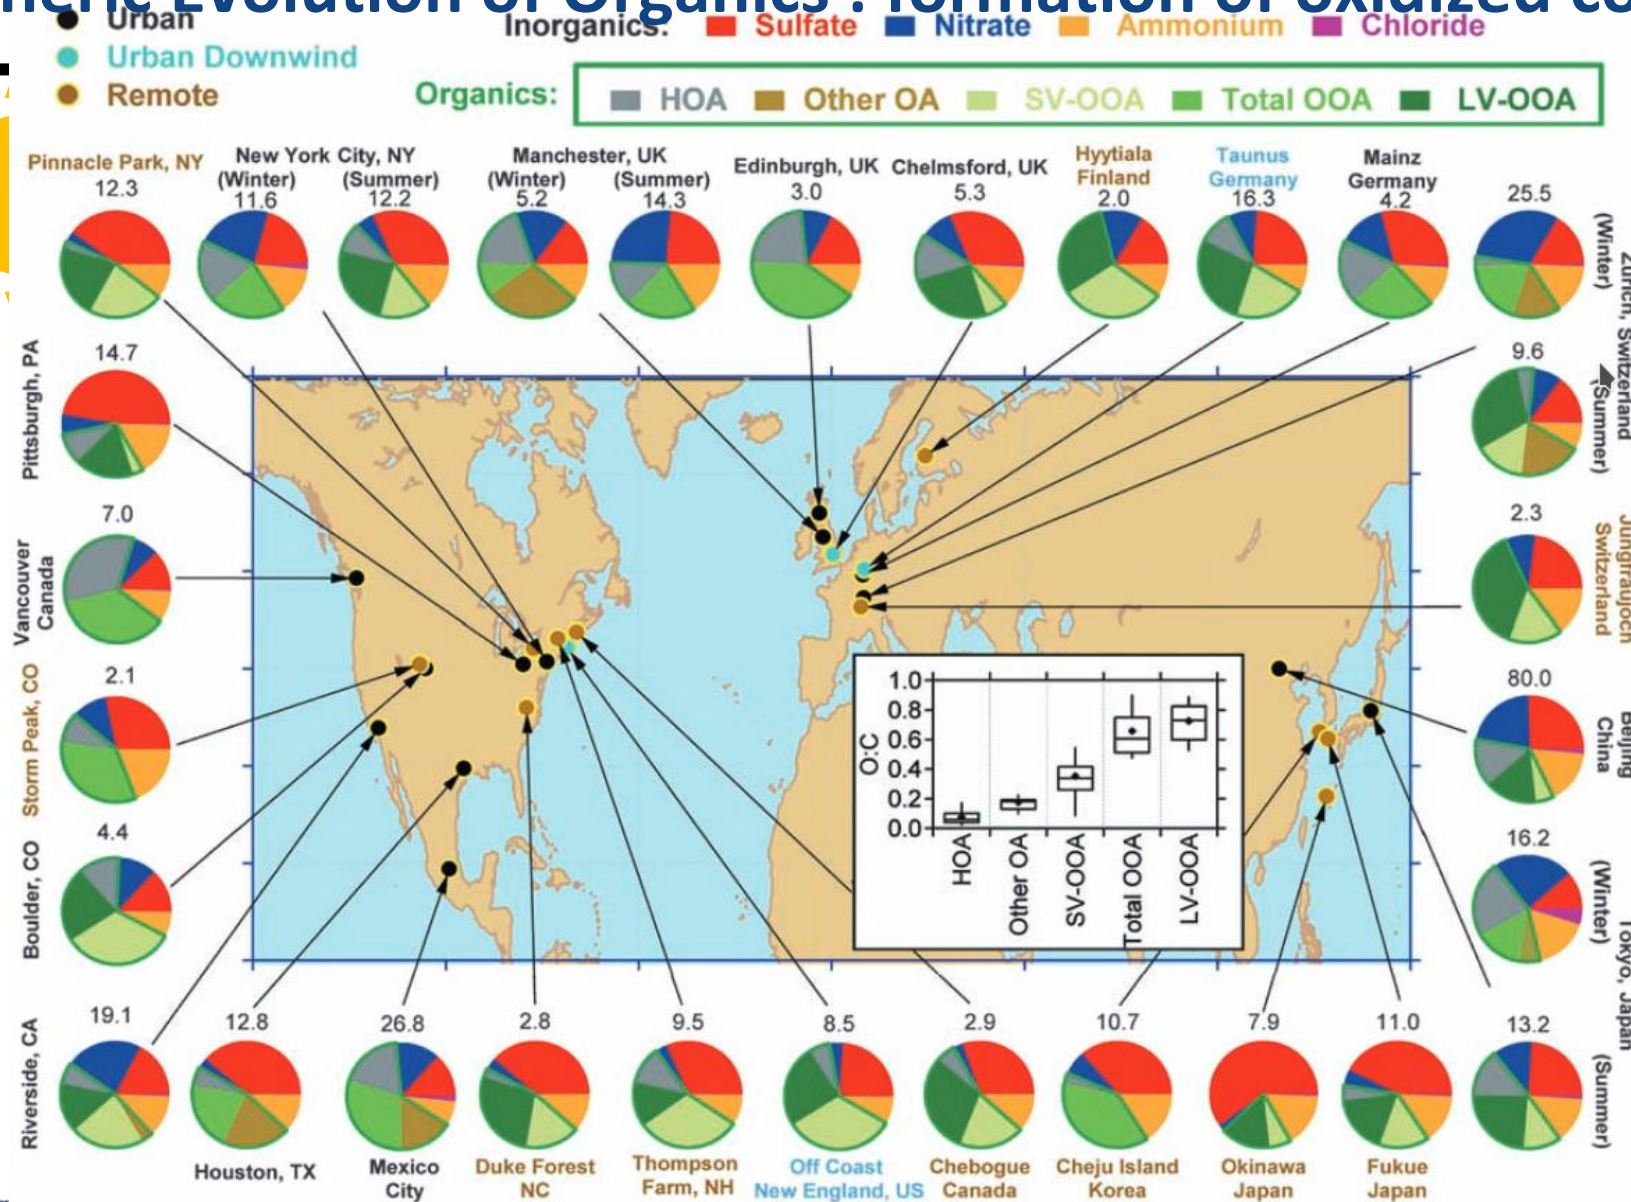 neric Evolution of Organics : formation of oxidized co
Urban
Inorganics: Sulfate Nitrate Ammonium Chloride
Urban Downwind
Remote
Organics: HOA Other OA SV-OOA Total OOA LV-OOA
Pinnacle Park, NY
12.3
New York City, NY
(Winter) (Summer)
11.6 12.2
Manchester, UK
(Winter) (Summer)
5.2 14.3
Edinburgh, UK
3.0
Chelmsford, UK
5.3
Hyytiala
Finland
2.0
Taunus
Germany
16.3
Mainz
Germany
4.2
25.5
(Winter)
Zurich, Switzerland
9.6
(Summer)
Pittsburgh, PA
14.7
Vancouver
Canada
7.0
Jungfraujoch
Switzerland
2.3
Storm Peak, CO
2.1
Beijing
China
80.0
Boulder, CO
4.4
16.2
(Winter)
Tokyo, Japan
13.2
(Summer)
O:C
1.0
0.8
0.6
0.4
0.2
0.0
HOA
Other OA
SV-OOA
Total OOA
LV-OOA
Riverside, CA
19.1
12.8
Houston, TX
26.8
Mexico
City
2.8
Duke Forest
NC
9.5
Thompson
Farm, NH
8.5
Off Coast
New England, US
2.9
Chebogue
Canada
10.7
Cheju Island
Korea
7.9
Okinawa
Japan
11.0
Fukue
Japan